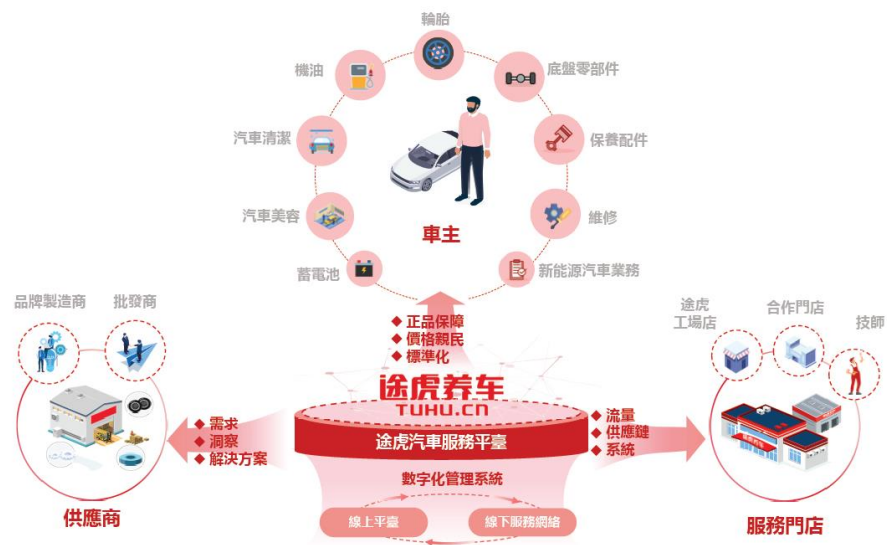 輪胎
機油
底盤零部件
汽車清潔
保養配件
汽車美容
維修
車主
蓄電池
新能源汽車業務
品牌製造商
批發商
途虎
工場店
合作門店
技師
◆ 正品保障
◆ 價格親民
◆ 標準化
途虎养车
TUHU.CN
◆ 需求
◆ 洞察
◆ 解決方案
途虎汽車服務平臺
◆ 流量
◆ 供應鏈
◆ 系統
數字化管理系統
線上平臺
線下服務網絡
供應商
服務門店